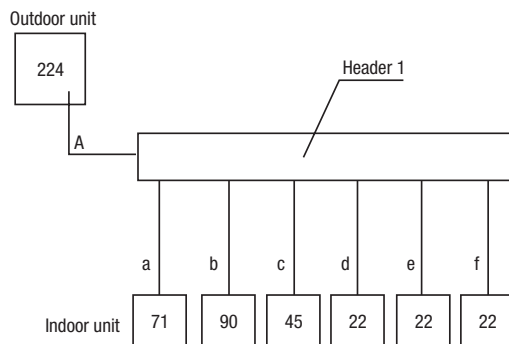 Outdoor unit
224
Header 1
A
a b c d e f
Indoor unit 71 90 45 22 22 22